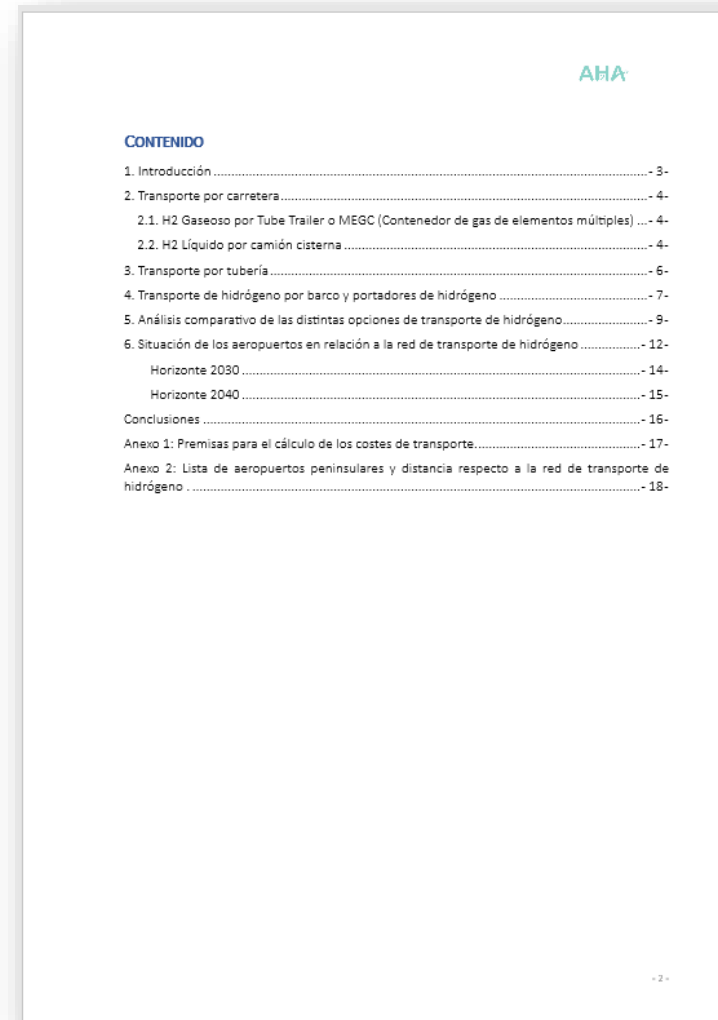 AHA
CONTENIDO
1. Introducción ........ - 3-
2. Transporte por carretera ........ - 4-
2.1. H2 Gaseoso por Tube Trailer o MEGC (Contenedor de gas de elementos múltiples) ... - 4-
2.2. H2 Líquido por camión cisterna ........ - 4-
3. Transporte por tubería ........ - 6-
4. Transporte de hidrógeno por barco y portadores de hidrógeno ........ - 7-
5. Análisis comparativo de las distintas opciones de transporte de hidrógeno ........ - 9-
6. Situación de los aeropuertos en relación a la red de transporte de hidrógeno ........ - 12-
Horizonte 2030 ........ - 14-
Horizonte 2040 ........ - 15-
Conclusiones ........ - 16-
Anexo 1: Premisas para el cálculo de los costes de transporte ........ - 17-
Anexo 2: Lista de aeropuertos peninsulares y distancia respecto a la red de transporte de
hidrógeno . ........ - 18-
- 2 -